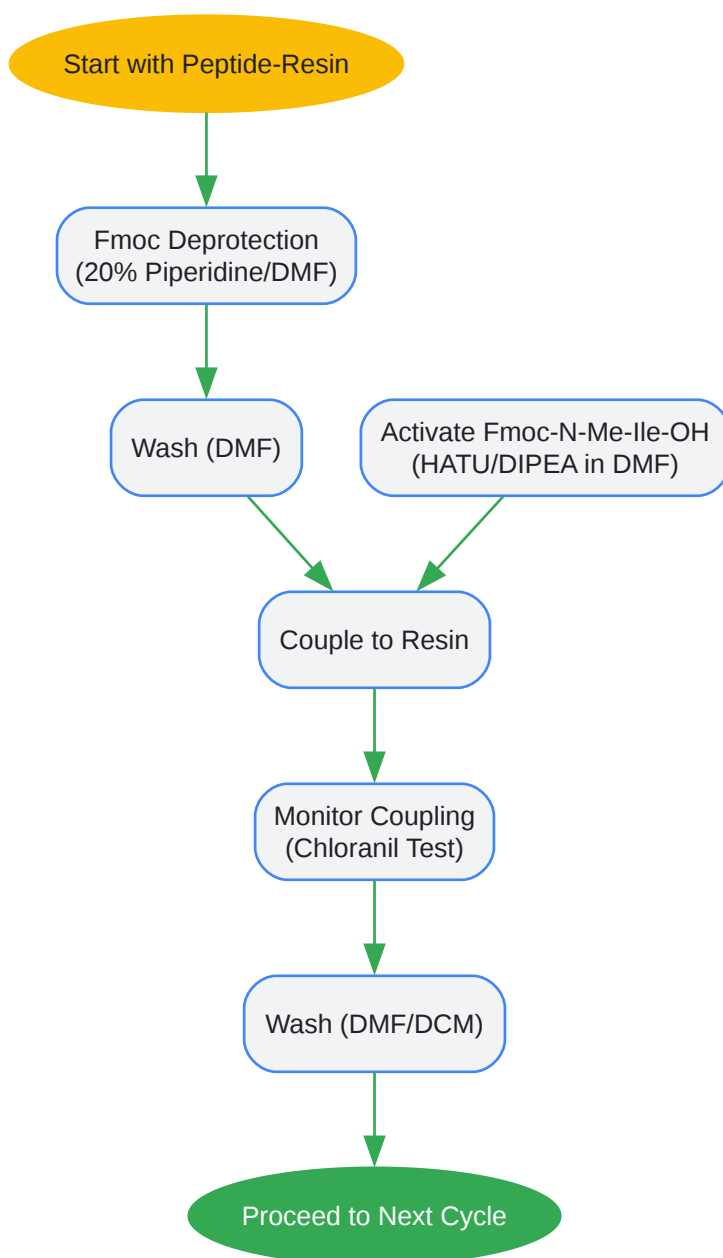 Start with Peptide-Resin
Fmoc Deprotection
(20% Piperidine/DMF)
Wash (DMF)
Activate Fmoc-N-Me-Ile-OH
(HATU/DIPEA in DMF)
Couple to Resin
Monitor Coupling
(Chloranil Test)
Wash (DMF/DCM)
Proceed to Next Cycle